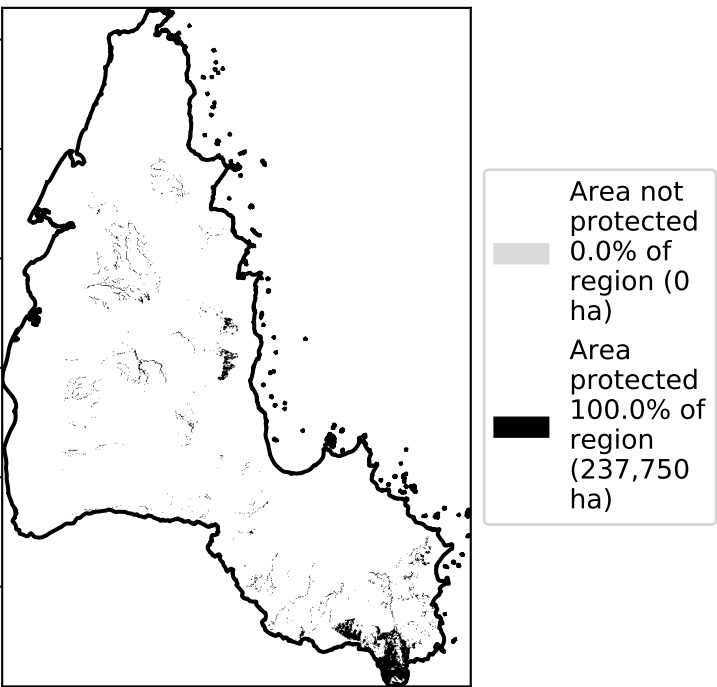 Area not
protected
0.0% of
region (0
ha)
Area
protected
100.0% of
region
(237,750
ha)